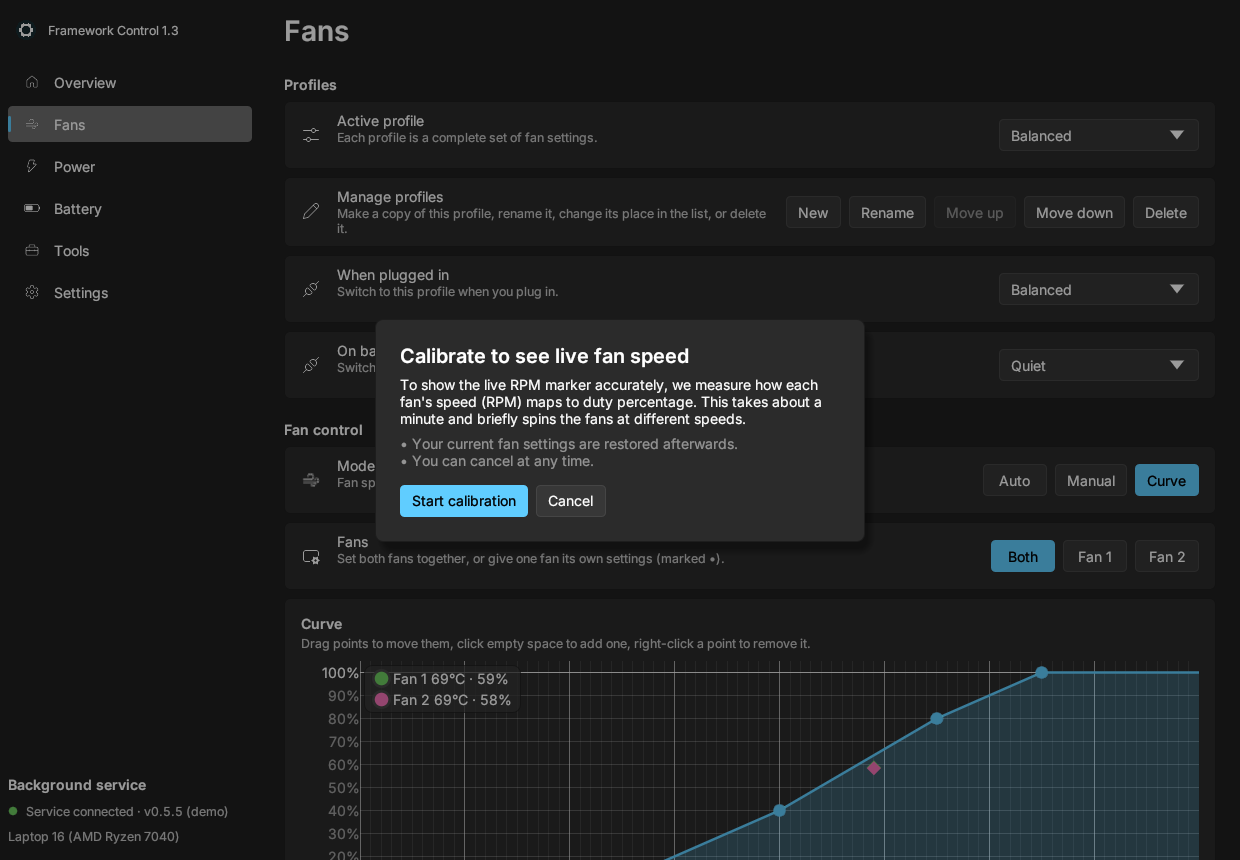 Framework Control 1.3
Overview
Fans
Power
Battery
Tools
Settings
Background service
Service connected · v0.5.5 (demo)
Laptop 16 (AMD Ryzen 7040)
Fans
Profiles
Active profile
Each profile is a complete set of fan settings.
Balanced
Manage profiles
Make a copy of this profile, rename it, change its place in the list, or delete
it.
New
Rename
Move up
Move down
Delete
When plugged in
Switch to this profile when you plug in.
Balanced
On ba
Switch
Quiet
Calibrate to see live fan speed
To show the live RPM marker accurately, we measure how each
fan's speed (RPM) maps to duty percentage. This takes about a
minute and briefly spins the fans at different speeds.
• Your current fan settings are restored afterwards.
• You can cancel at any time.
Start calibration
Cancel
Fan control
Mode
Fan sp
Auto
Manual
Curve
Fans
Set both fans together, or give one fan its own settings (marked •).
Both
Fan 1
Fan 2
Curve
Drag points to move them, click empty space to add one, right-click a point to remove it.
Fan 1 69°C · 59%
Fan 2 69°C · 58%
100%
90%
80%
70%
60%
50%
40%
30%
20%